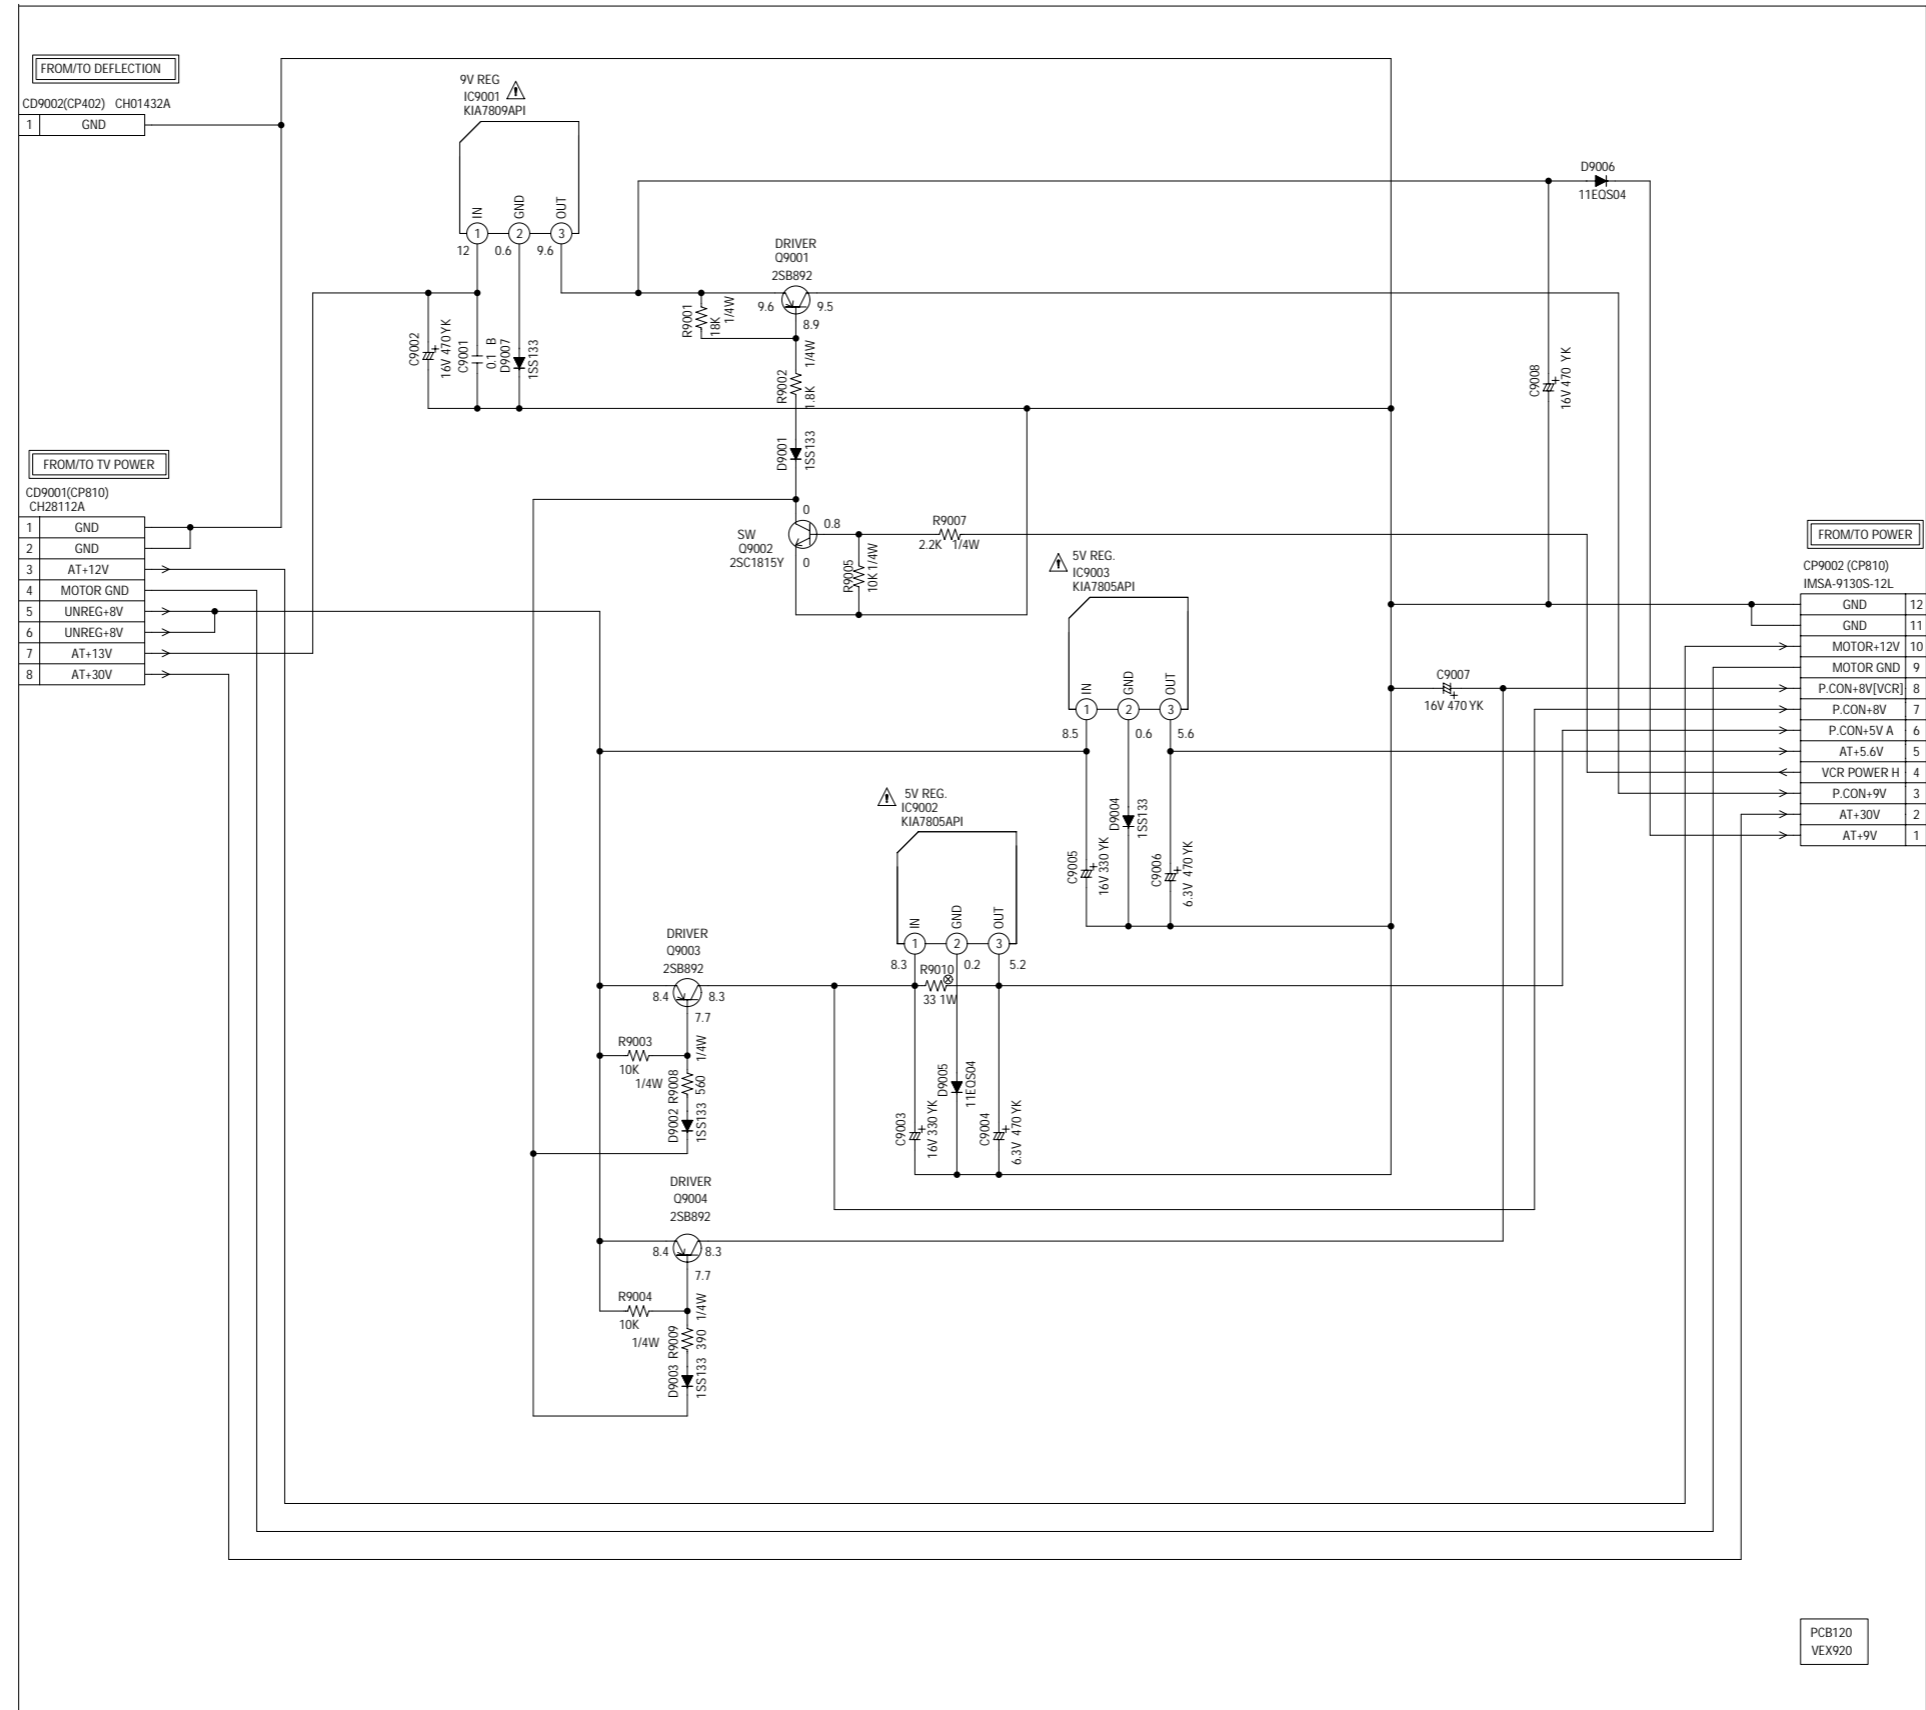 FROM/TO DEFLECTION
CD9002(CP402) CH01432A
1 GND
9V REG
IC9001
KIA7809API
IN
GND
OUT
1
2
3
12
0.6
9.6
C9002
16V 470 YK
C9001
0.1 B
D9007
1SS133
R9001
18K
1/4W
DRIVER
Q9001
2SB892
9.6
9.5
8.9
R9002
1.8K
1/4W
D9001
1SS133
0
0.8
SW
Q9002
2SC1815Y
0
R9005
10K 1/4W
R9007
2.2K 1/4W
D9006
11EQS04
C9008
16V 470 YK
FROM/TO TV POWER
CD9001(CP810)
CH28112A
1 GND
2 GND
3 AT+12V
4 MOTOR GND
5 UNREG+8V
6 UNREG+8V
7 AT+13V
8 AT+30V
5V REG.
IC9003
KIA7805API
IN
GND
OUT
1
2
3
8.5
0.6
5.6
C9005
16V 330 YK
D9004
1SS133
C9006
6.3V 470 YK
C9007
16V 470 YK
FROM/TO POWER
CP9002 (CP810)
IMSA-9130S-12L
GND 12
GND 11
MOTOR+12V 10
MOTOR GND 9
P.CON+8V[VCR] 8
P.CON+8V 7
P.CON+5V A 6
AT+5.6V 5
VCR POWER H 4
P.CON+9V 3
AT+30V 2
AT+9V 1
5V REG.
IC9002
KIA7805API
IN
GND
OUT
1
2
3
8.3
0.2
5.2
R9010
33 1W
C9003
16V 330 YK
D9005
11EQS04
C9004
6.3V 470 YK
DRIVER
Q9003
2SB892
8.4
8.3
7.7
R9003
10K
1/4W
R9008
560
1/4W
D9002
1SS133
DRIVER
Q9004
2SB892
8.4
8.3
7.7
R9004
10K
1/4W
R9009
390
1/4W
D9003
1SS133
PCB120
VEX920